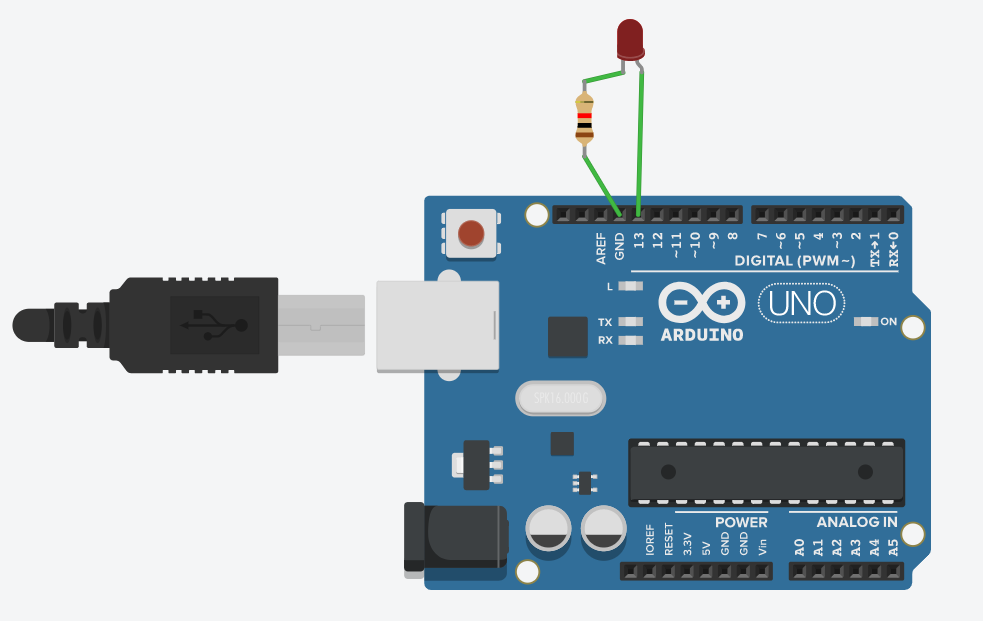 AREF
GND
13
12
~11
~10
~9
8
7
~6
~5
4
~3
2
TX→1
RX←0
DIGITAL (PWM~)
L
TX
RX
ARDUINO
UNO
ON
SPK16.000G
POWER
ANALOG IN
IOREF
RESET
3.3V
5V
GND
GND
Vin
A0
A1
A2
A3
A4
A5